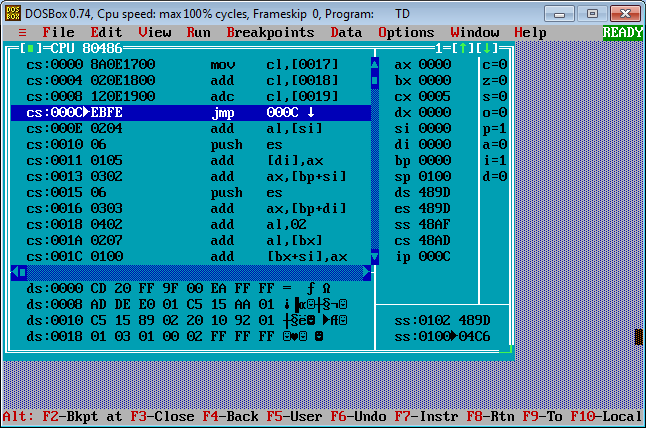 DOSBox 0.74, Cpu speed: max 100% cycles, Frameskip 0, Program: TD
≡ File Edit View Run Breakpoints Data Options Window Help READY
[■]=CPU 80486 1=[↑][↓]
cs:0000 8A0E1700 mov cl,[0017] ax 0000 c=0
cs:0004 020E1800 add cl,[0018] bx 0000 z=0
cs:0008 120E1900 adc cl,[0019] cx 0005 s=0
cs:000C►EBFE jmp 000C ↓ dx 0000 o=0
cs:000E 0204 add al,[si] si 0000 p=1
cs:0010 06 push es di 0000 a=0
cs:0011 0105 add [di],ax bp 0000 i=1
cs:0013 0302 add ax,[bp+si] sp 0100 d=0
cs:0015 06 push es ds 489D
cs:0016 0303 add ax,[bp+di] es 489D
cs:0018 0402 add al,02 ss 48AF
cs:001A 0207 add al,[bx] cs 48AD
cs:001C 0100 add [bx+si],ax ip 000C
ds:0000 CD 20 FF 9F 00 EA FF FF = ƒ Ω
ds:0008 AD DE E0 01 C5 15 AA 01 ¡▐α☺┼§¬☺
ds:0010 C5 15 89 02 20 10 92 01 ┼§ë☻ ►Æ☺ ss:0102 489D
ds:0018 01 03 01 00 02 FF FF FF ☺♥☺ ☻ ss:0100►04C6
Alt: F2-Bkpt at F3-Close F4-Back F5-User F6-Undo F7-Instr F8-Rtn F9-To F10-Local